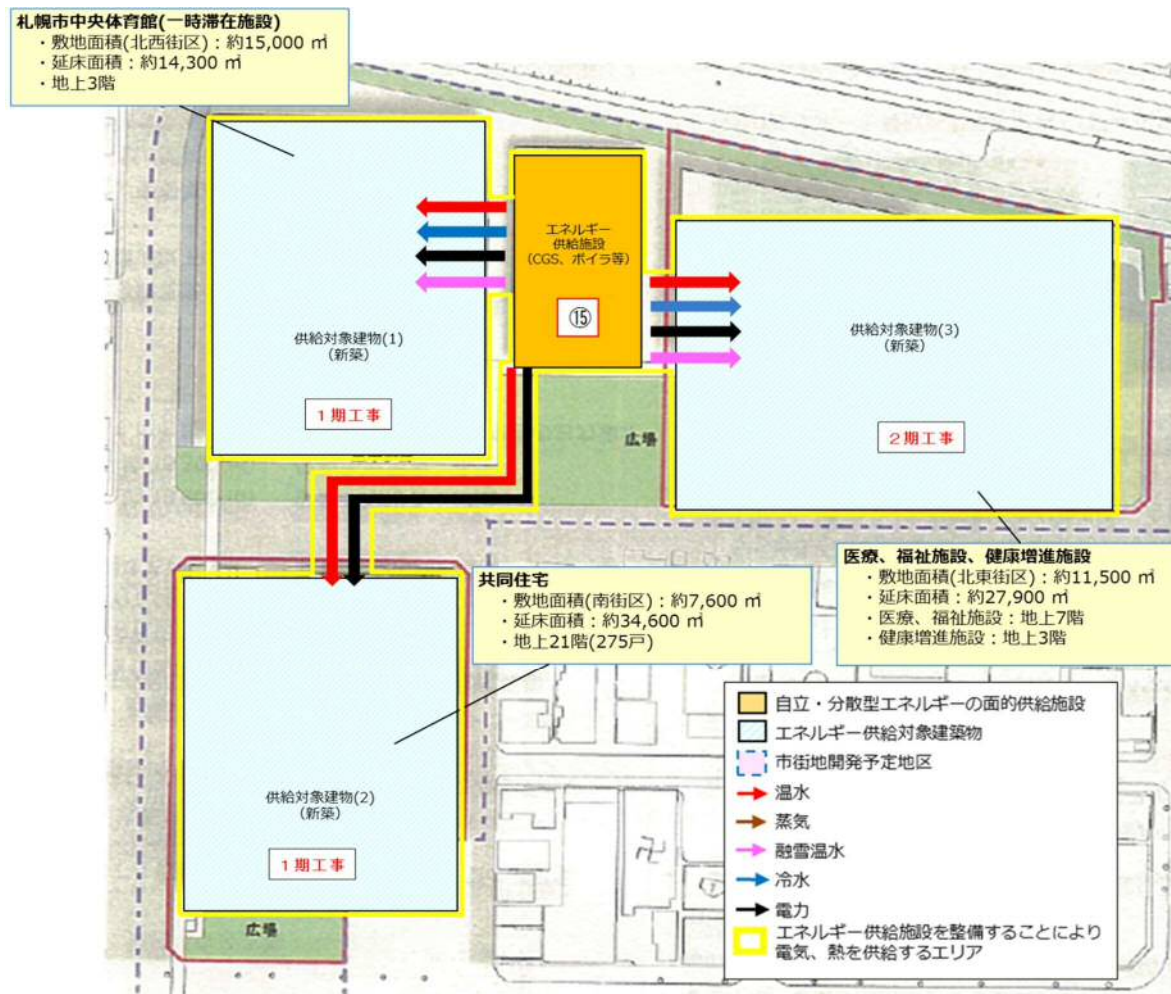 札幌市中央体育館(一時滞在施設)
・敷地面積(北西街区)：約15,000 ㎡
・延床面積：約14,300 ㎡
・地上3階
エネルギー
供給施設
（CGS、ボイラ等）
⑮
供給対象建物(1)
（新築）
１期工事
供給対象建物(3)
（新築）
２期工事
広場
医療、福祉施設、健康増進施設
・敷地面積(北東街区)：約11,500 ㎡
・延床面積：約27,900 ㎡
・医療、福祉施設：地上7階
・健康増進施設：地上3階
共同住宅
・敷地面積(南街区)：約7,600 ㎡
・延床面積：約34,600 ㎡
・地上21階(275戸)
供給対象建物(2)
（新築）
１期工事
広場
自立・分散型エネルギーの面的供給施設
エネルギー供給対象建築物
市街地開発予定地区
温水
蒸気
融雪温水
冷水
電力
エネルギー供給施設を整備することにより
電気、熱を供給するエリア